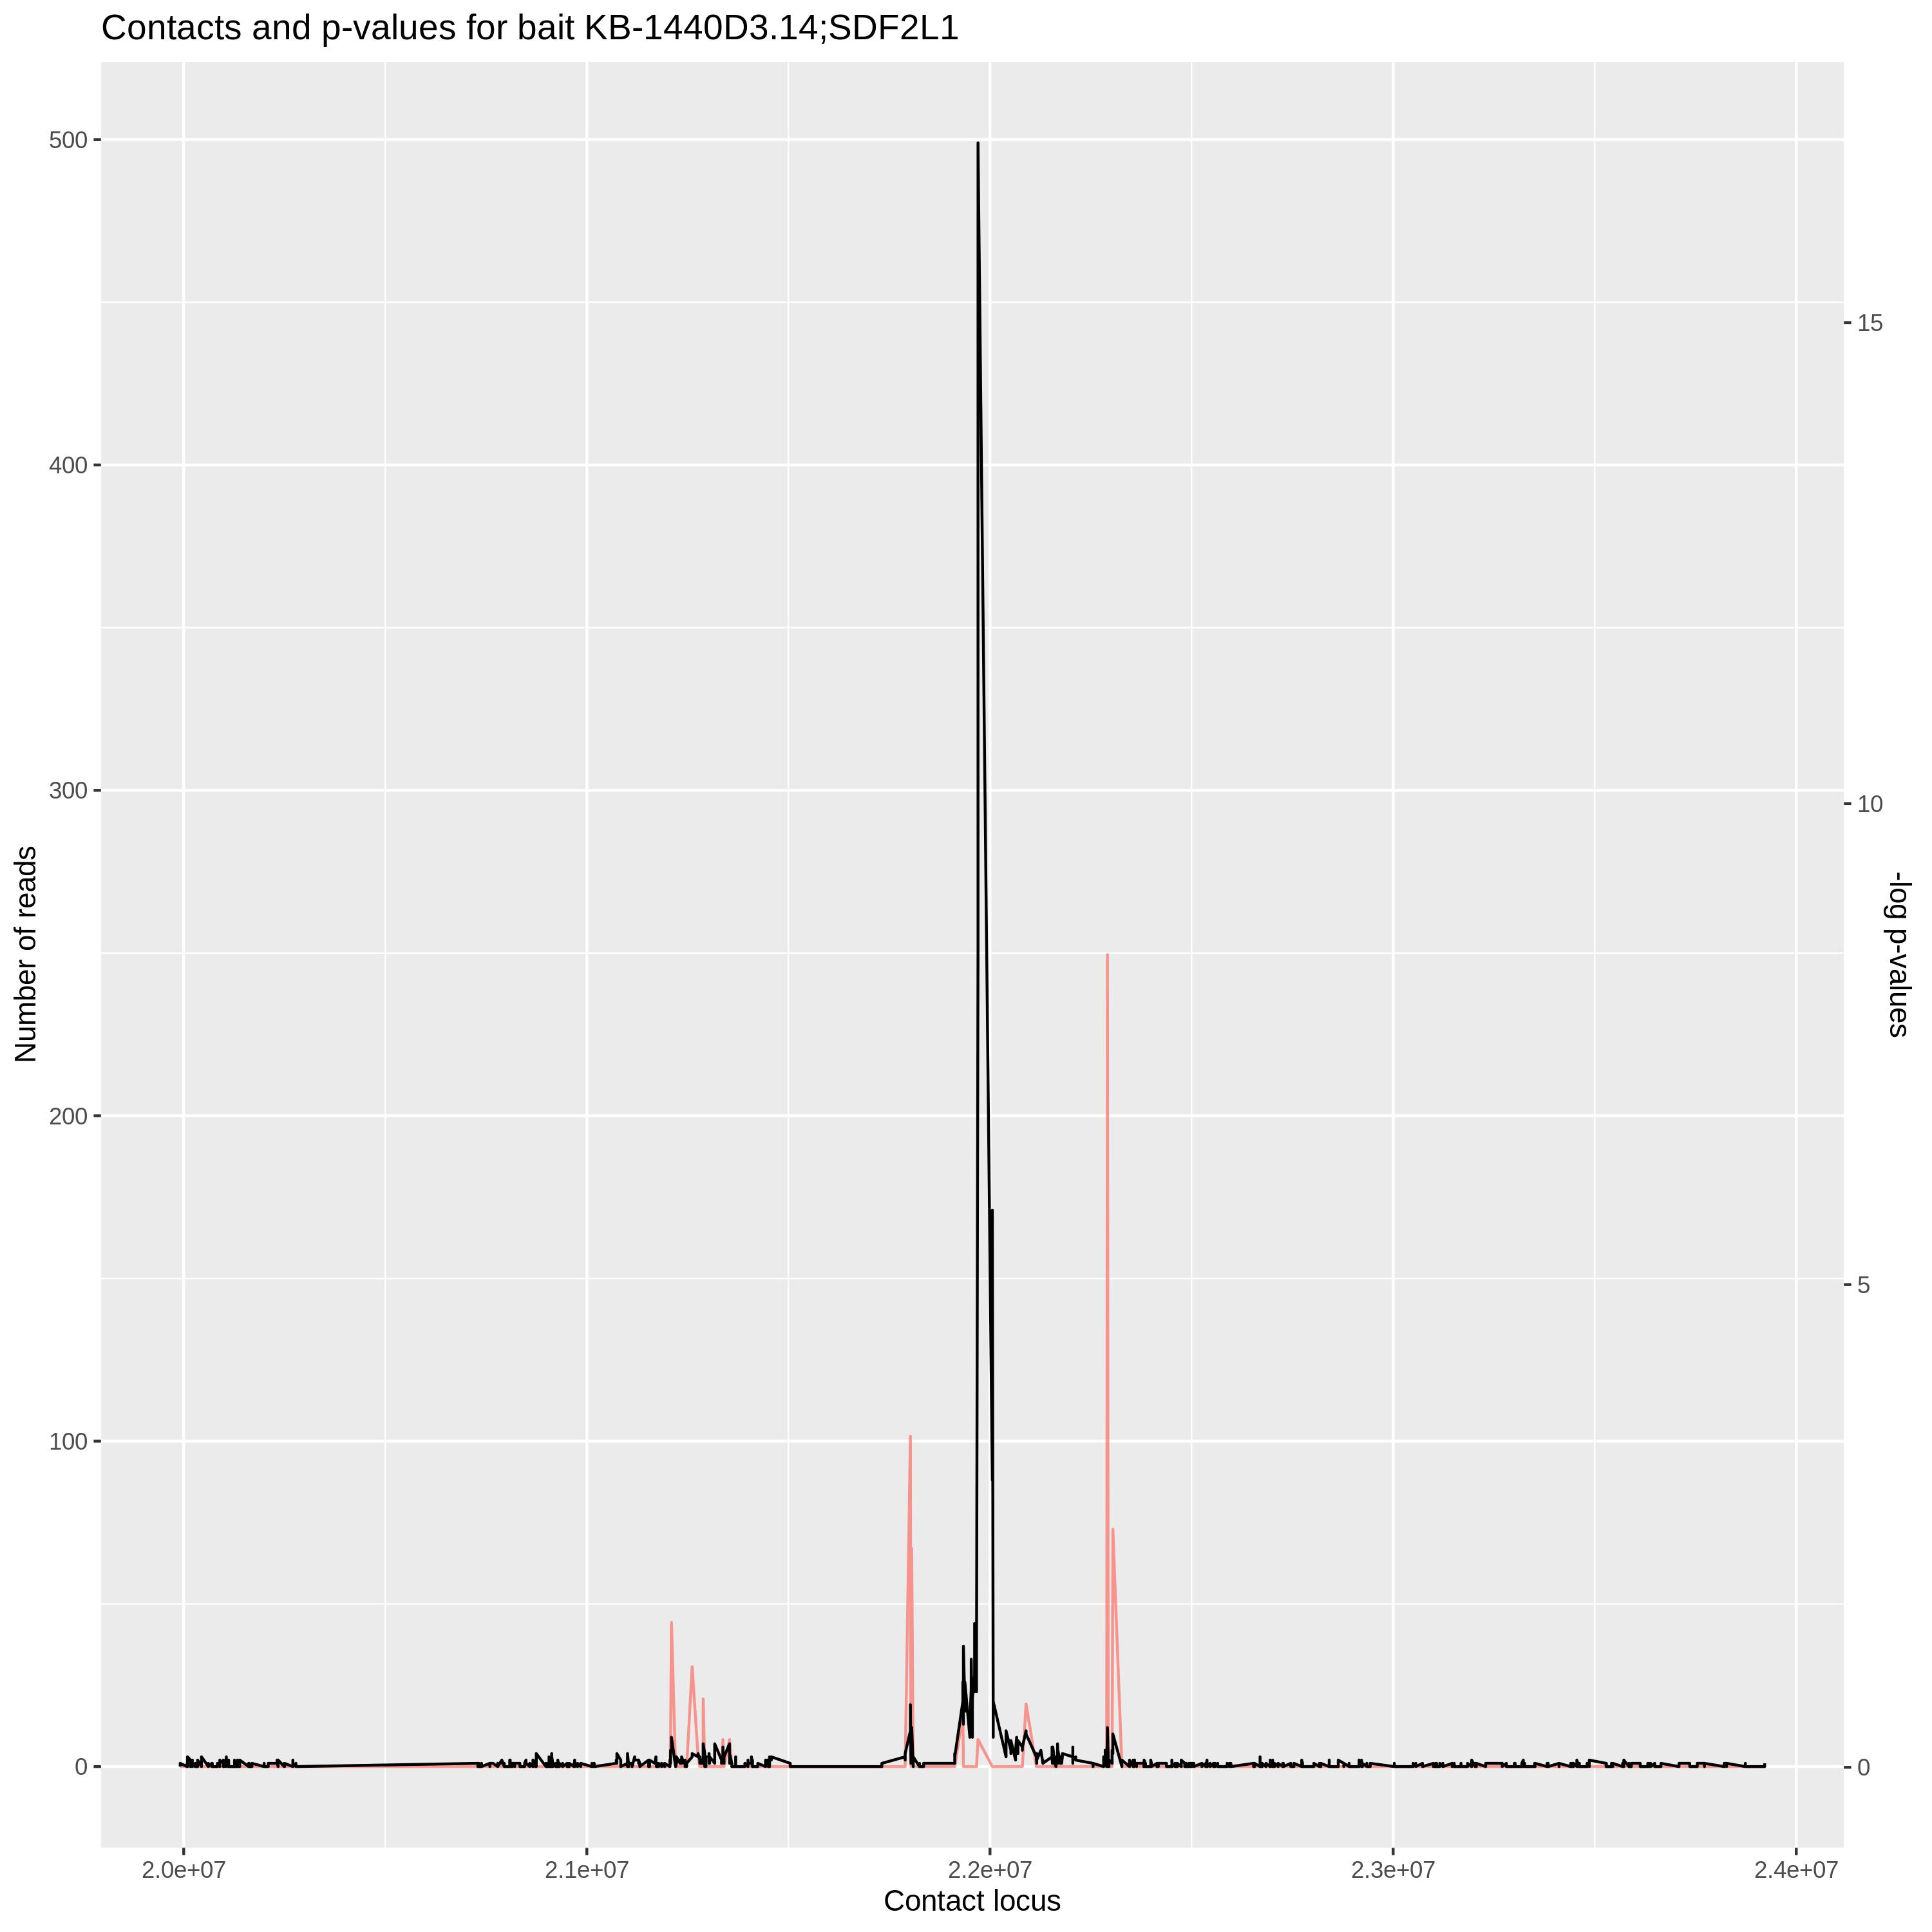 Contacts and p-values for bait KB-1440D3.14;SDF2L1
500
400
300
200
100
0
Number of reads
15
10
5
0
-log p-values
2.0e+07 2.1e+07 2.2e+07 2.3e+07 2.4e+07
Contact locus